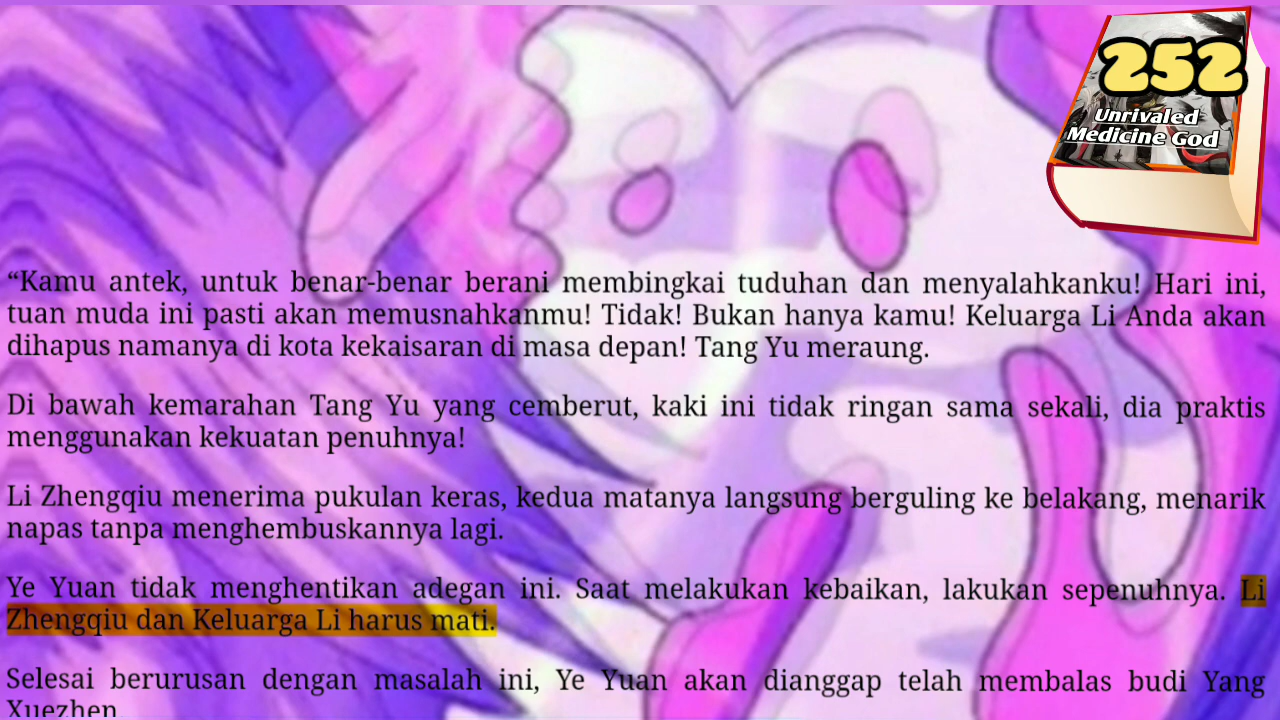 252
Unrivaled
Medicine God
“Kamu antek, untuk benar-benar berani membingkai tuduhan dan menyalahkanku! Hari ini,
tuan muda ini pasti akan memusnahkanmu! Tidak! Bukan hanya kamu! Keluarga Li Anda akan
dihapus namanya di kota kekaisaran di masa depan! Tang Yu meraung.
Di bawah kemarahan Tang Yu yang cemberut, kaki ini tidak ringan sama sekali, dia praktis
menggunakan kekuatan penuhnya!
Li Zhengqiu menerima pukulan keras, kedua matanya langsung berguling ke belakang, menarik
napas tanpa menghembuskannya lagi.
Ye Yuan tidak menghentikan adegan ini. Saat melakukan kebaikan, lakukan sepenuhnya. Li
Zhengqiu dan Keluarga Li harus mati.
Selesai berurusan dengan masalah ini, Ye Yuan akan dianggap telah membalas budi Yang
Xuezhen